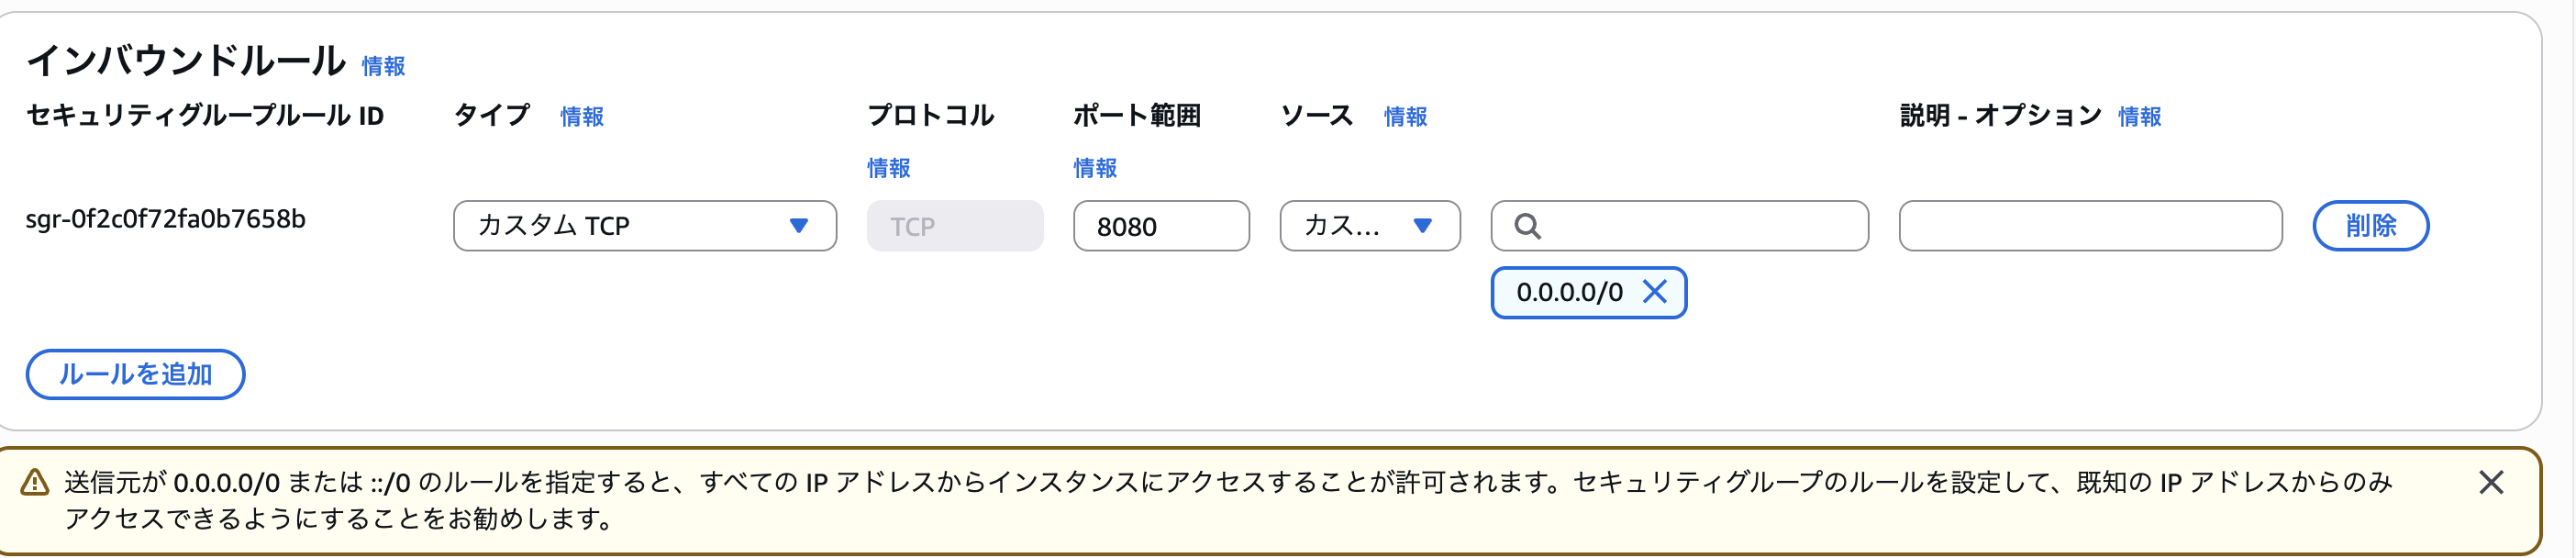 インバウンドルール 情報
セキュリティグループルール ID タイプ 情報 プロトコル ポート範囲 ソース 情報 説明 - オプション 情報
情報 情報
sgr-0f2c0f72fa0b7658b カスタム TCP TCP 8080 カス... 削除
0.0.0.0/0
ルールを追加
送信元が 0.0.0.0/0 または ::/0 のルールを指定すると、すべての IP アドレスからインスタンスにアクセスすることが許可されます。セキュリティグループのルールを設定して、既知の IP アドレスからのみ
アクセスできるようにすることをお勧めします。